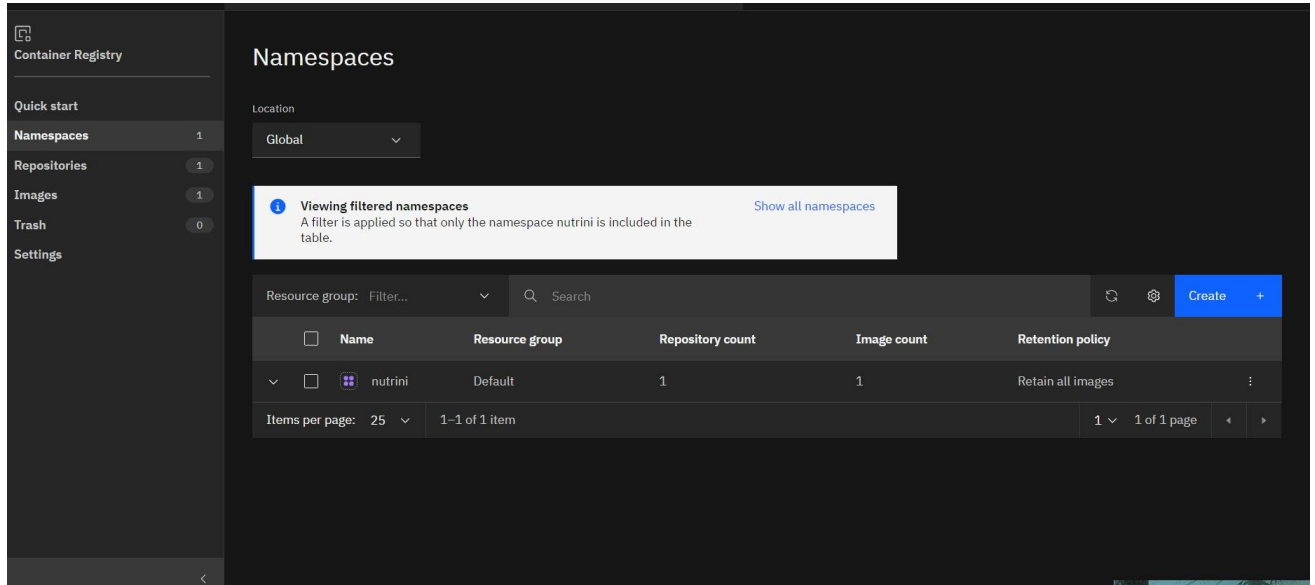 Container Registry
Quick start
Namespaces 1
Repositories 1
Images 1
Trash 0
Settings
Namespaces
Location
Global
Viewing filtered namespaces Show all namespaces
A filter is applied so that only the namespace nutrini is included in the
table.
Resource group: Filter... Search Create +
Name Resource group Repository count Image count Retention policy
nutrini Default 1 1 Retain all images
Items per page: 25 1–1 of 1 item 1 1 of 1 page